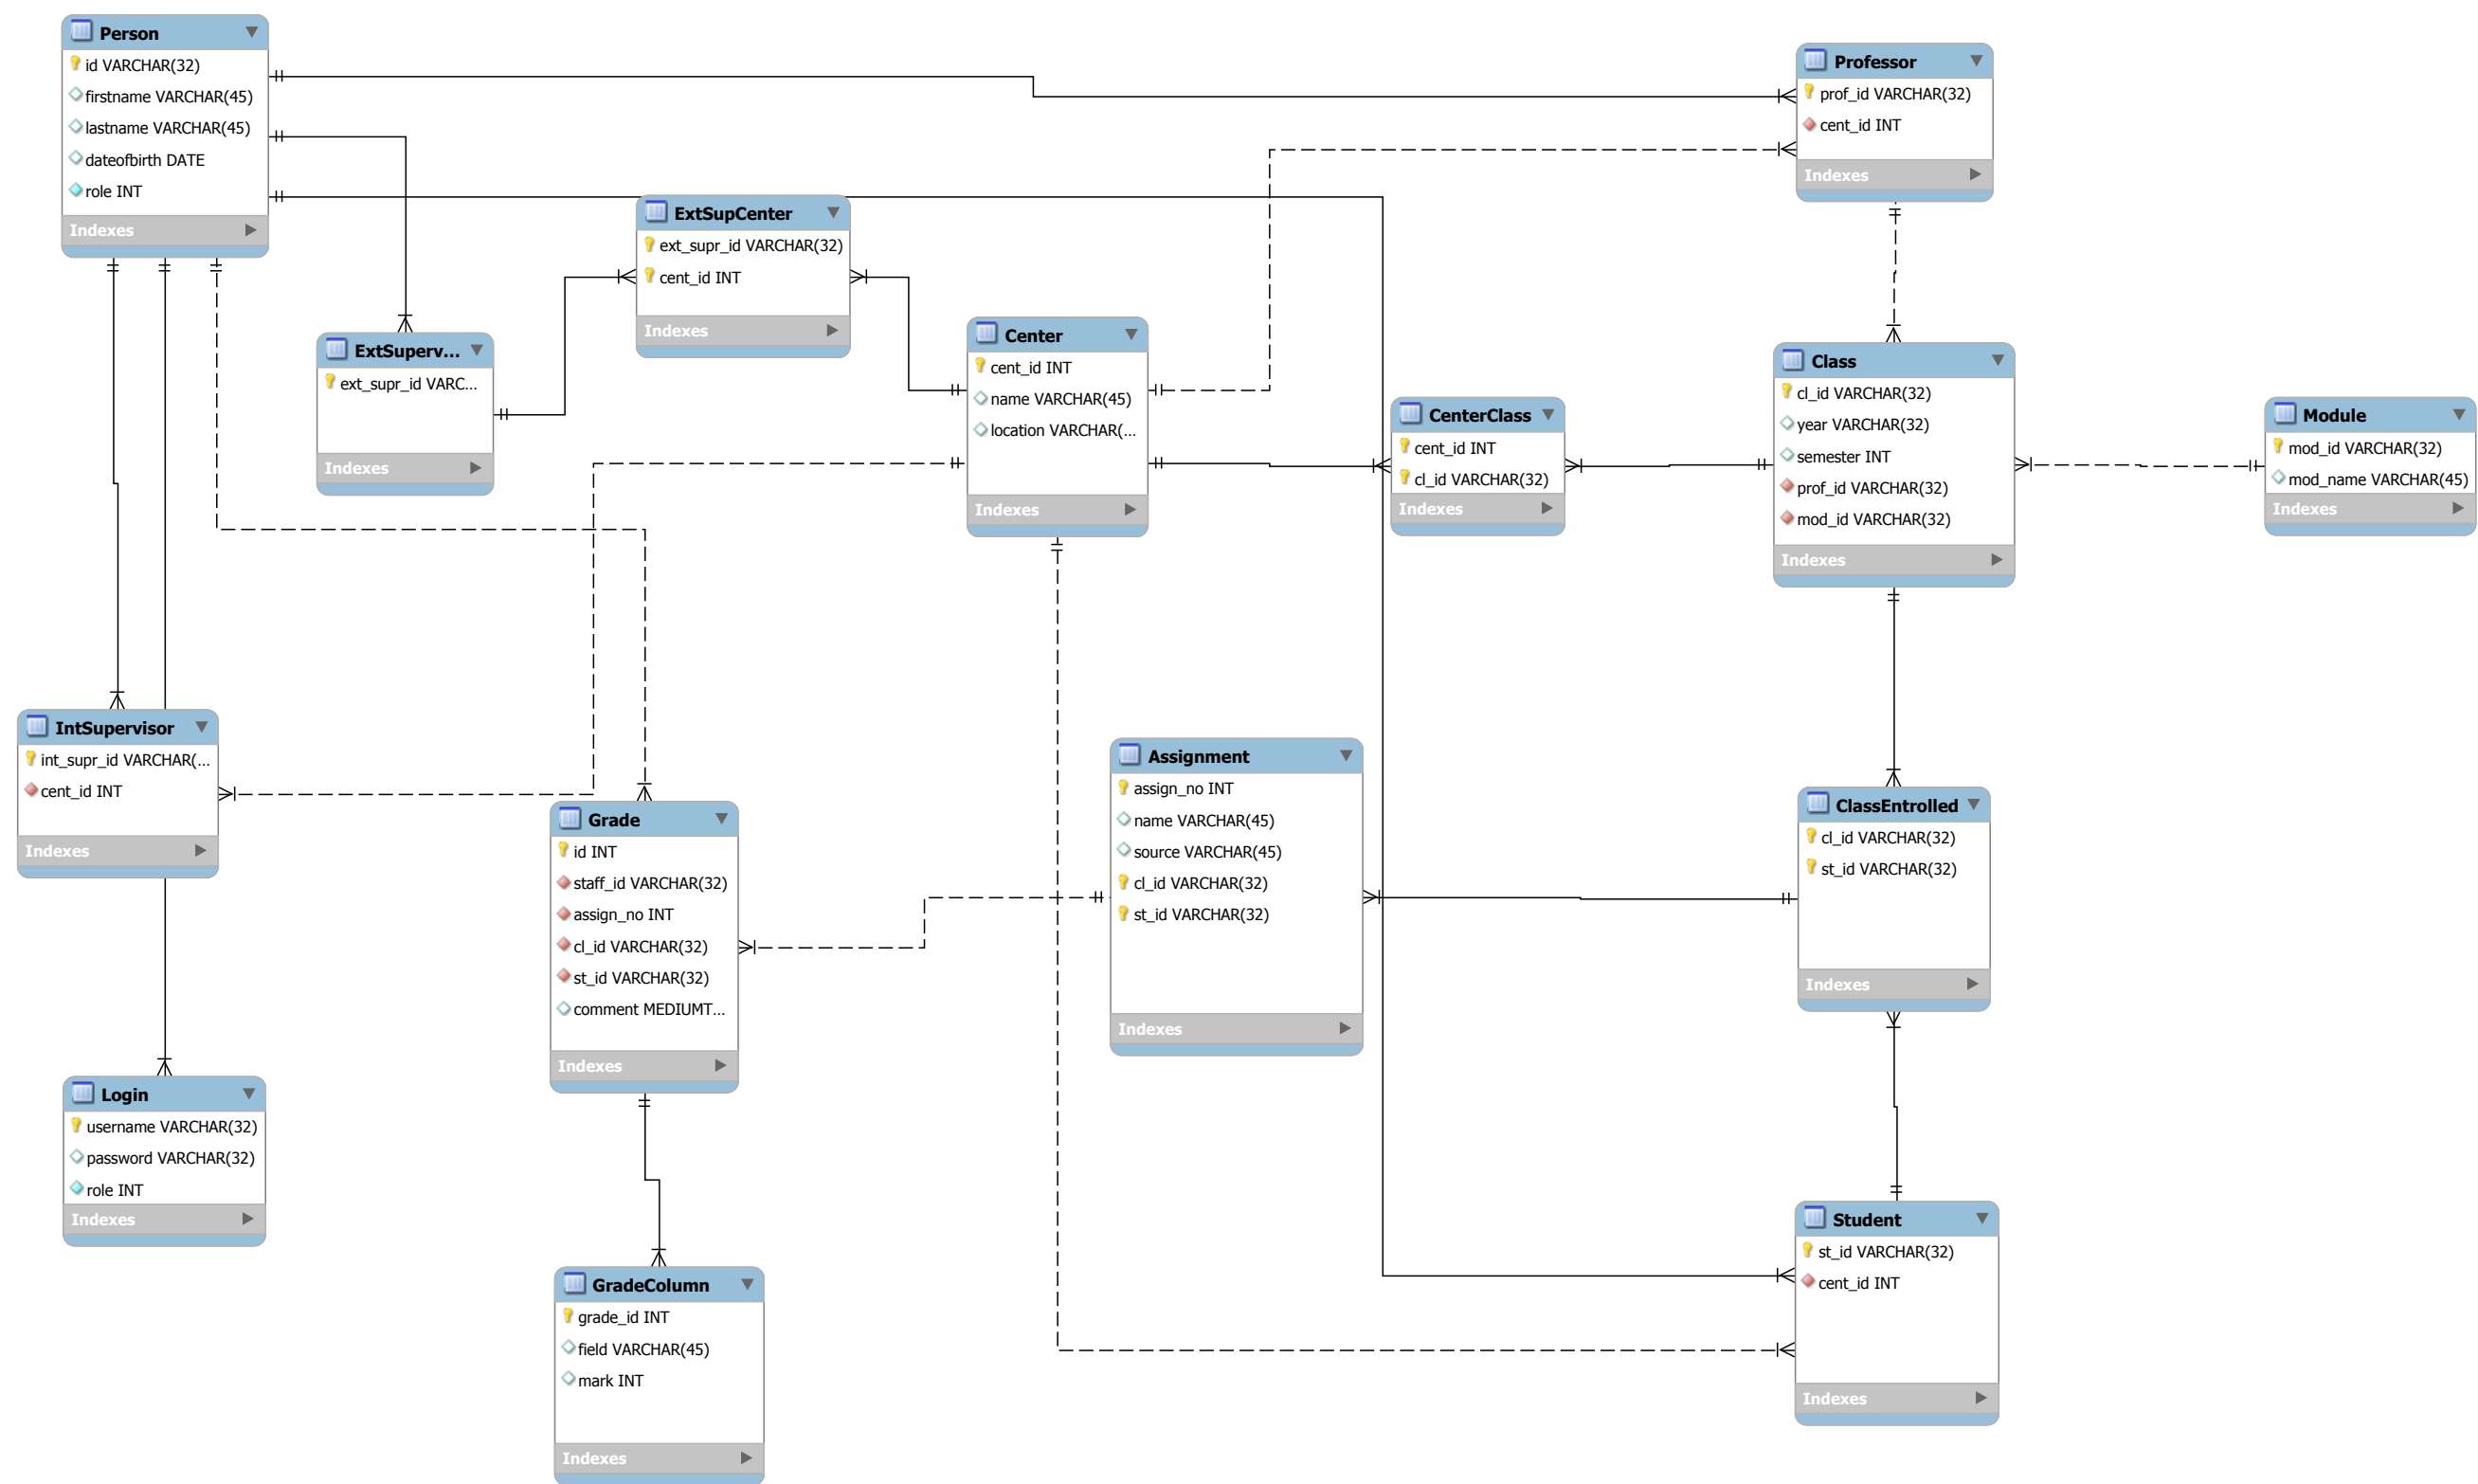 Person
id VARCHAR(32)
firstname VARCHAR(45)
lastname VARCHAR(45)
dateofbirth DATE
role INT
Indexes
Professor
prof_id VARCHAR(32)
cent_id INT
Indexes
ExtSupCenter
ext_supr_id VARCHAR(32)
cent_id INT
Indexes
ExtSuperv...
ext_supr_id VARC...
Indexes
Center
cent_id INT
name VARCHAR(45)
location VARCHAR(...
Indexes
CenterClass
cent_id INT
cl_id VARCHAR(32)
Indexes
Class
cl_id VARCHAR(32)
year VARCHAR(32)
semester INT
prof_id VARCHAR(32)
mod_id VARCHAR(32)
Indexes
Module
mod_id VARCHAR(32)
mod_name VARCHAR(45)
Indexes
IntSupervisor
int_supr_id VARCHAR(...
cent_id INT
Indexes
Grade
id INT
staff_id VARCHAR(32)
assign_no INT
cl_id VARCHAR(32)
st_id VARCHAR(32)
comment MEDIUMT...
Indexes
Assignment
assign_no INT
name VARCHAR(45)
source VARCHAR(45)
cl_id VARCHAR(32)
st_id VARCHAR(32)
Indexes
ClassEntrolled
cl_id VARCHAR(32)
st_id VARCHAR(32)
Indexes
Login
username VARCHAR(32)
password VARCHAR(32)
role INT
Indexes
GradeColumn
grade_id INT
field VARCHAR(45)
mark INT
Indexes
Student
st_id VARCHAR(32)
cent_id INT
Indexes